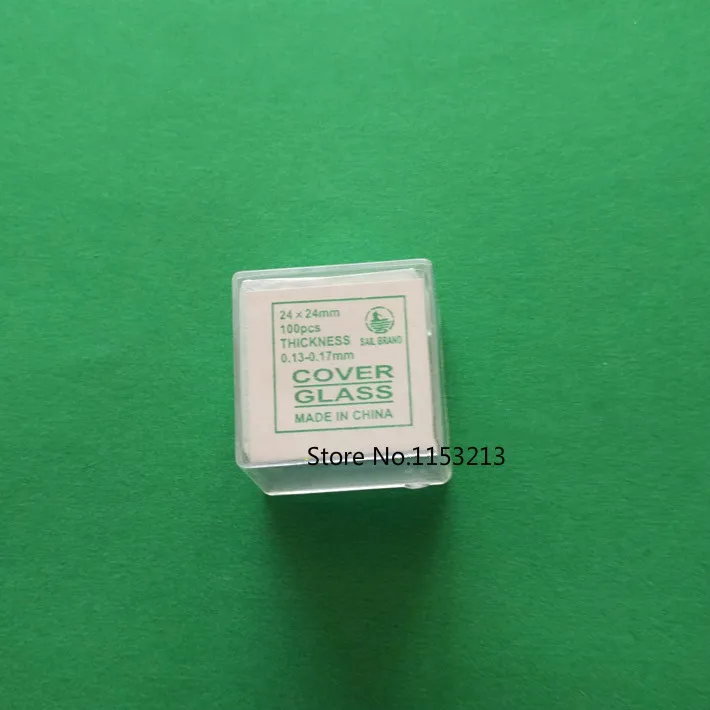 24 × 24mm
100pcs
THICKNESS
0.13-0.17mm
SAIL BRAND
COVER
GLASS
MADE IN CHINA
Store No.1153213